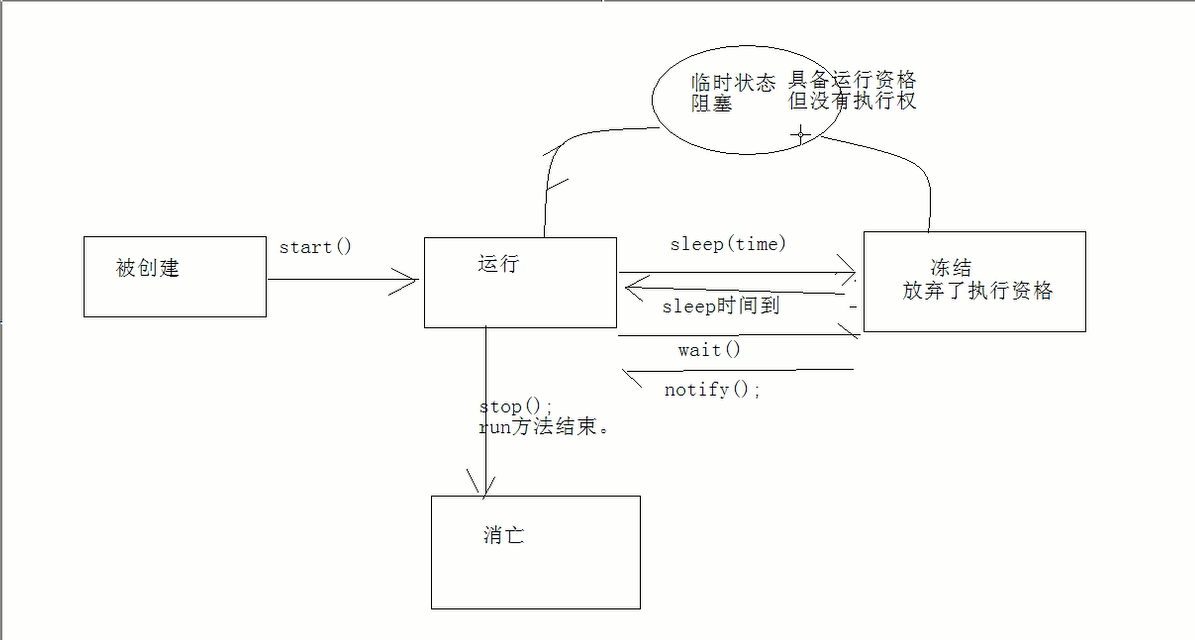 临时状态
阻塞
具备运行资格
但没有执行权
被创建
start()
运行
sleep(time)
冻结
放弃了执行资格
sleep时间到
wait()
notify();
stop();
run方法结束。
消亡